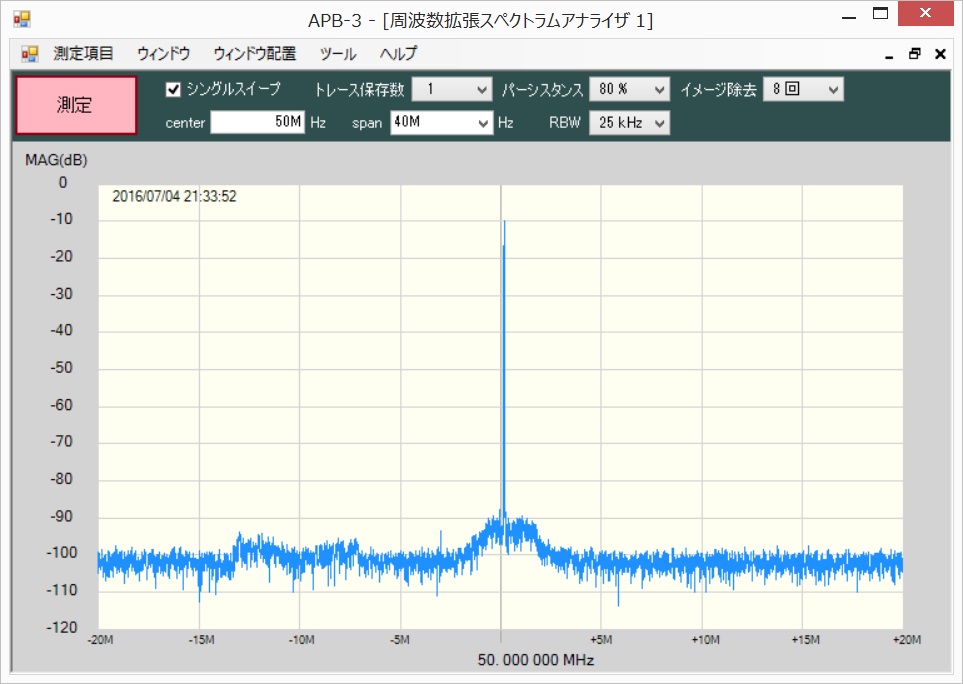 APB-3 - [周波数拡張スペクトラムアナライザ 1]
測定項目 ウィンドウ ウィンドウ配置 ツール ヘルプ
測定
シングルスイープ トレース保存数 1 パーシスタンス 80 % イメージ除去 8 回
center 50M Hz span 40M Hz RBW 25 kHz
MAG(dB)
2016/07/04 21:33:52
0
-10
-20
-30
-40
-50
-60
-70
-80
-90
-100
-110
-120
-20M -15M -10M -5M +5M +10M +15M +20M
50. 000 000 MHz